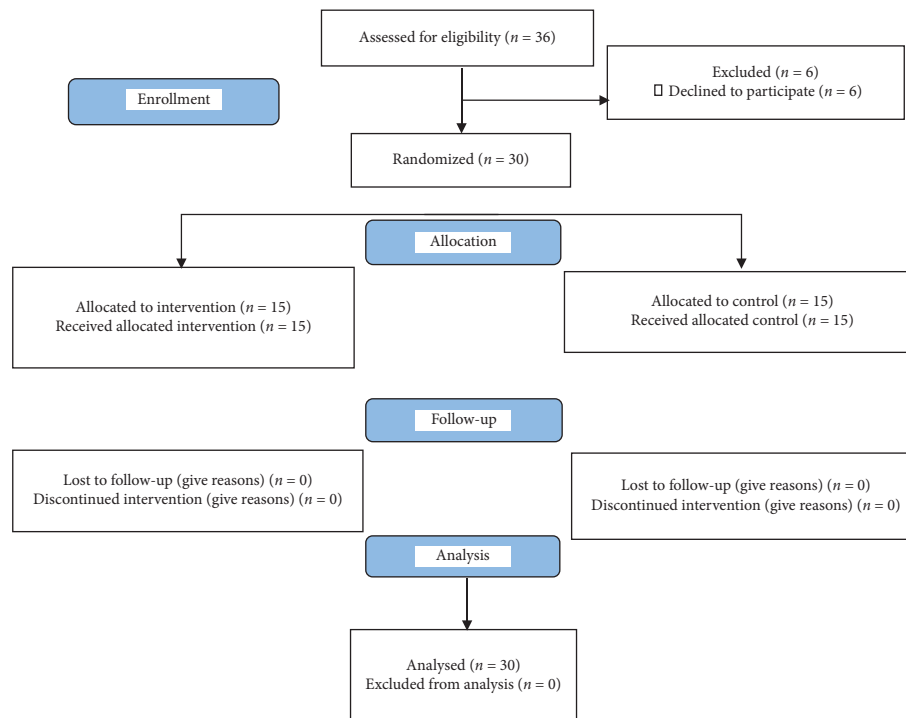 Assessed for eligibility (n = 36)
Excluded (n = 6)
▯ Declined to participate (n = 6)
Enrollment
Randomized (n = 30)
Allocation
Allocated to intervention (n = 15)
Received allocated intervention (n = 15)
Allocated to control (n = 15)
Received allocated control (n = 15)
Follow-up
Lost to follow-up (give reasons) (n = 0)
Discontinued intervention (give reasons) (n = 0)
Lost to follow-up (give reasons) (n = 0)
Discontinued intervention (give reasons) (n = 0)
Analysis
Analysed (n = 30)
Excluded from analysis (n = 0)